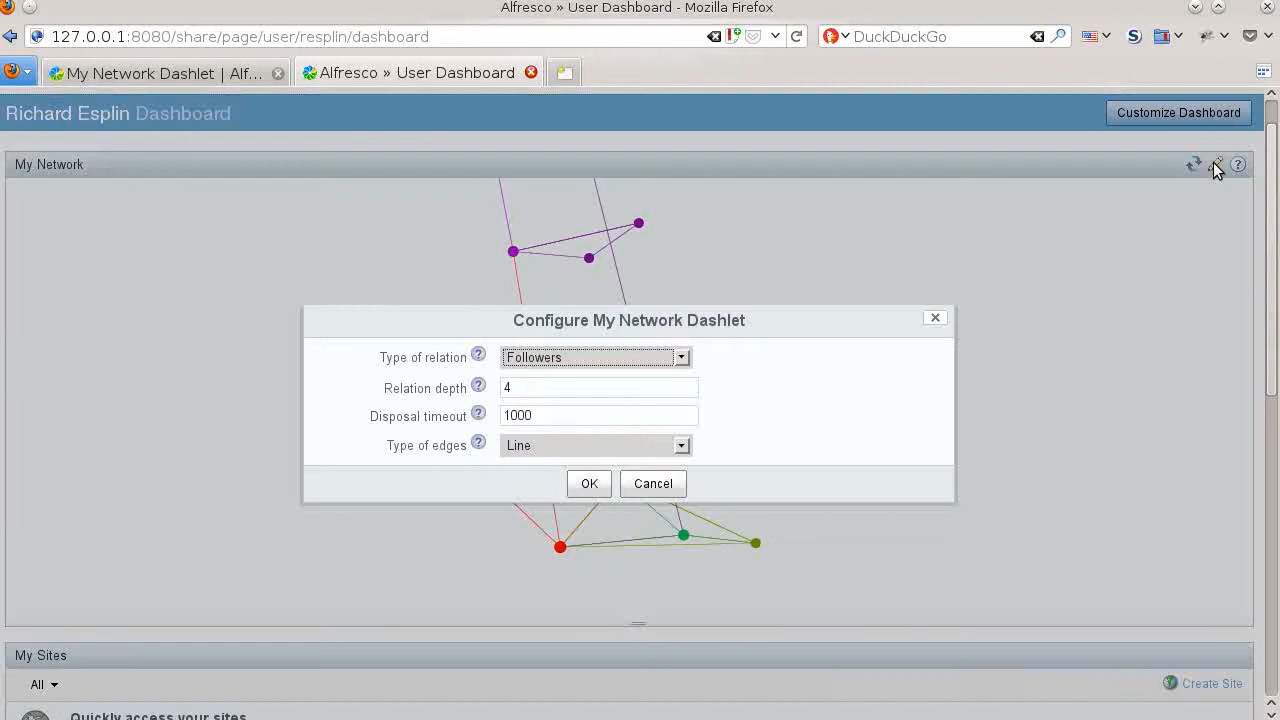 Alfresco » User Dashboard - Mozilla Firefox
127.0.0.1:8080/share/page/user/resplin/dashboard
DuckDuckGo
My Network Dashlet | Alf...
Alfresco » User Dashboard
Richard Esplin Dashboard
Customize Dashboard
My Network
Configure My Network Dashlet
Type of relation ? Followers
Relation depth ? 4
Disposal timeout ? 1000
Type of edges ? Line
OK Cancel
My Sites
All
Create Site
Quickly access your sites